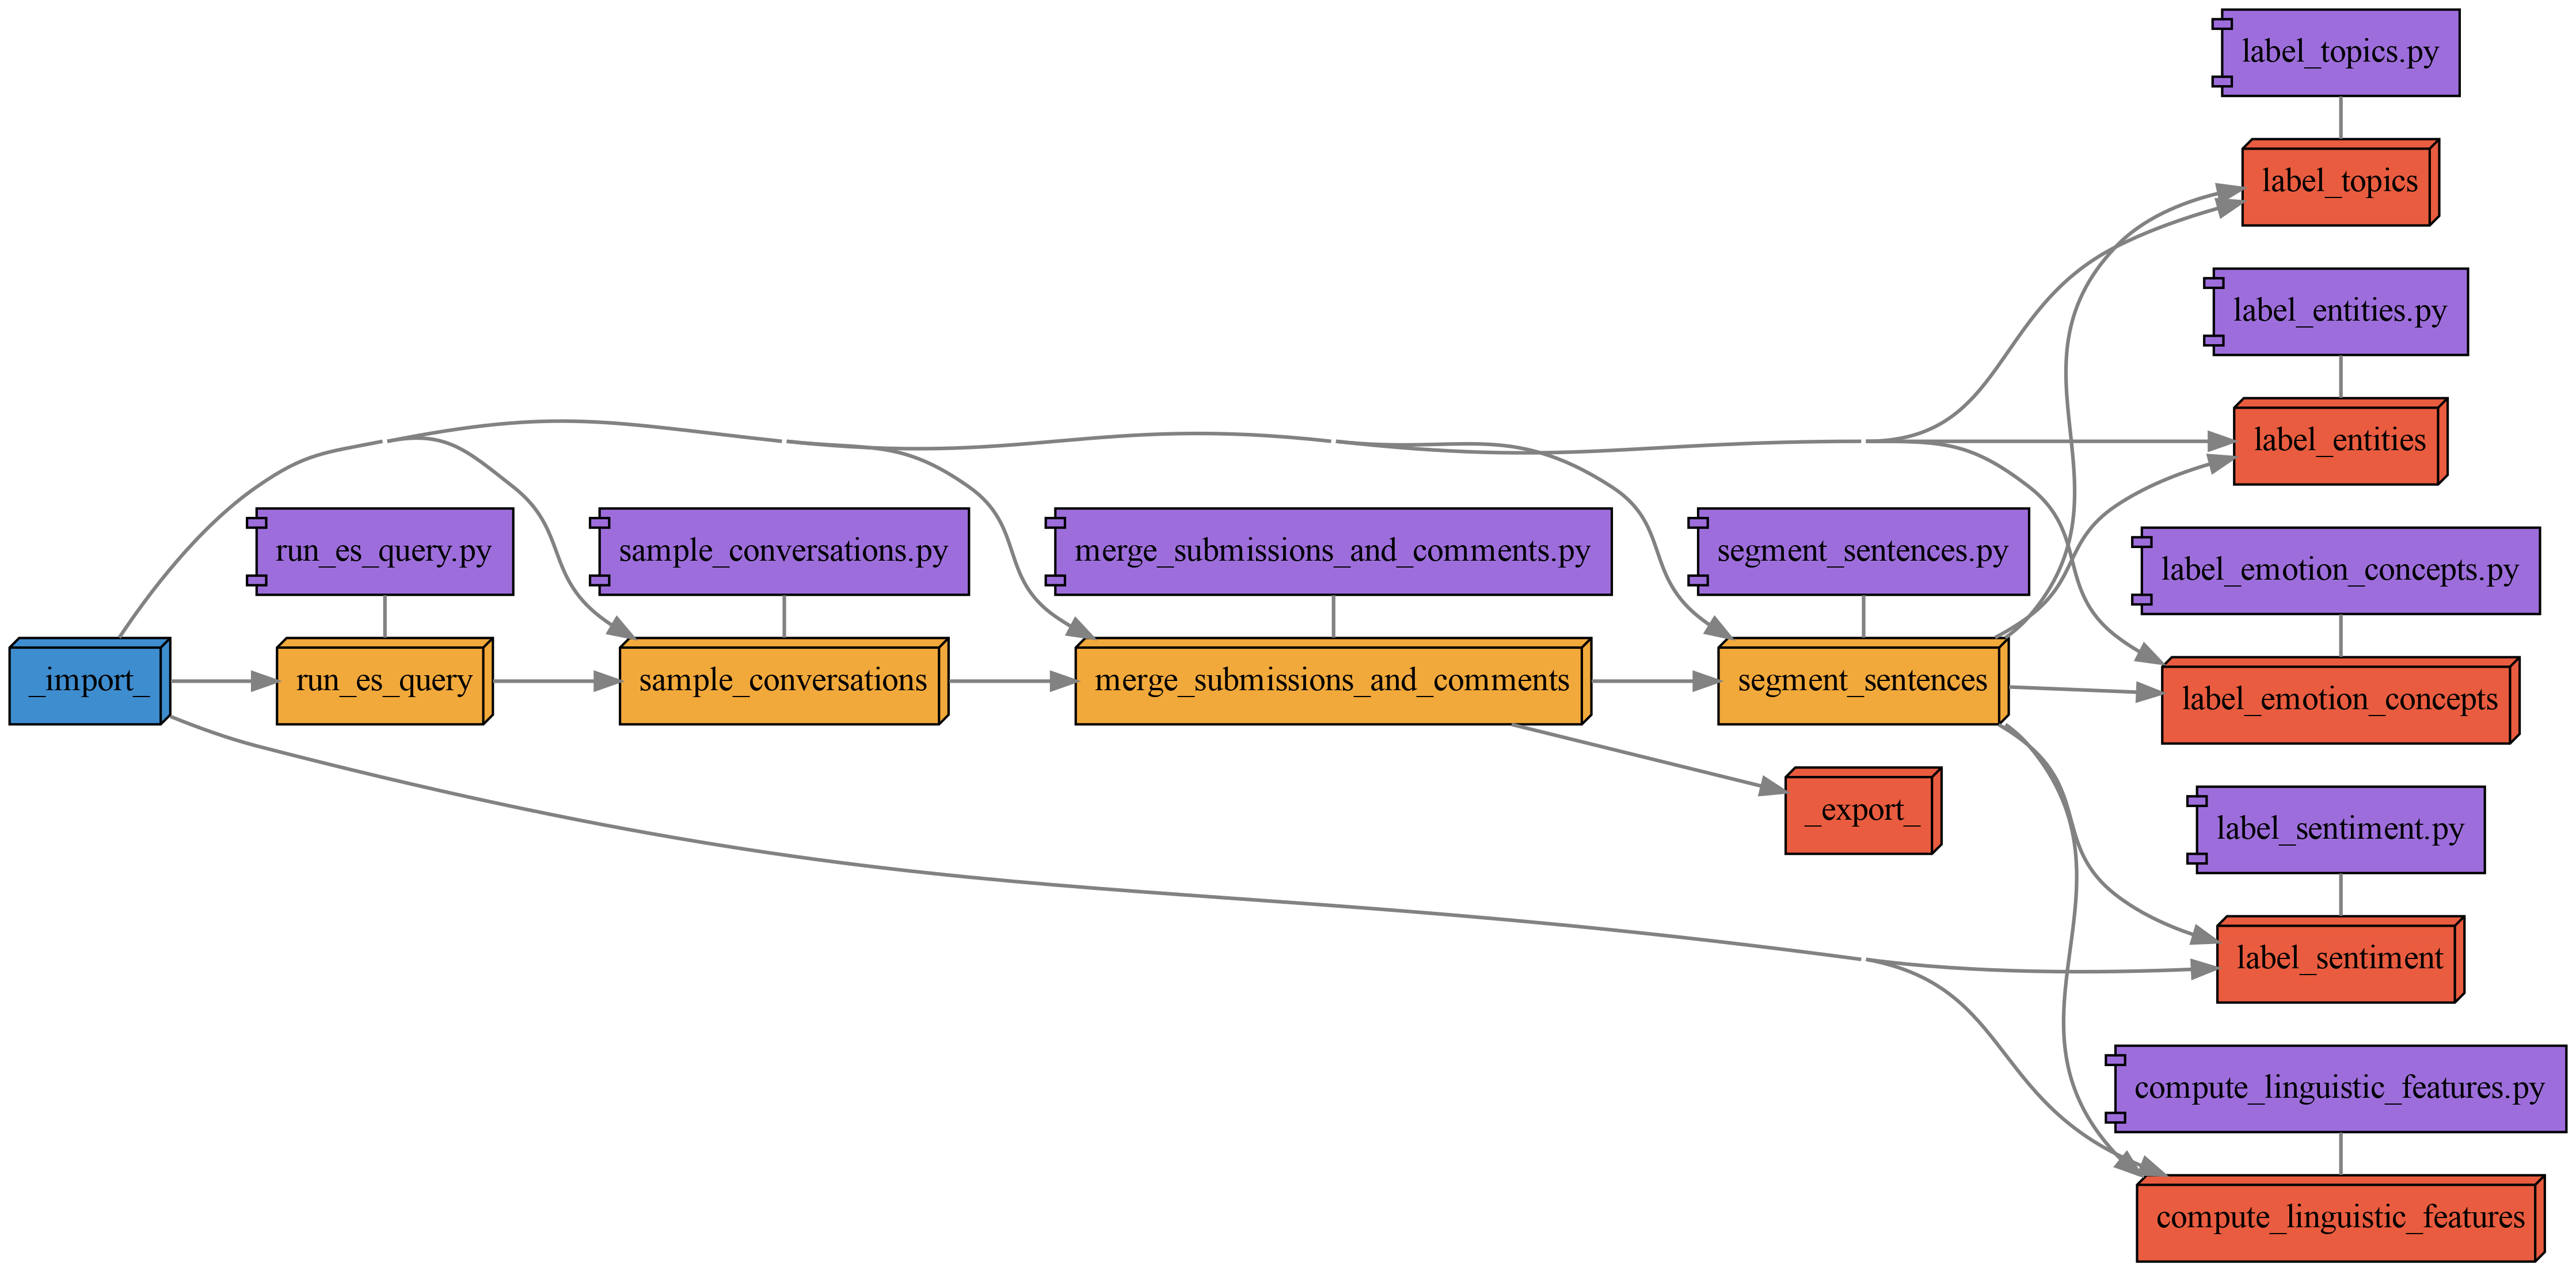 label_topics.py
label_topics
label_entities.py
label_entities
run_es_query.py
sample_conversations.py
merge_submissions_and_comments.py
segment_sentences.py
label_emotion_concepts.py
_import_
run_es_query
sample_conversations
merge_submissions_and_comments
segment_sentences
label_emotion_concepts
_export_
label_sentiment.py
label_sentiment
compute_linguistic_features.py
compute_linguistic_features